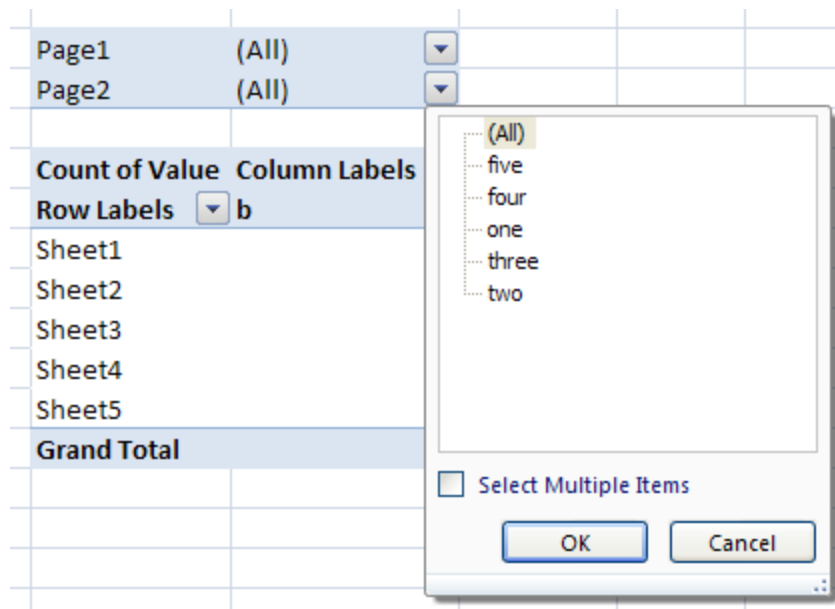 Page1 (All)
Page2 (All)
(All)
five
four
one
three
two
Count of Value Column Labels
Row Labels b
Sheet1
Sheet2
Sheet3
Sheet4
Sheet5
Grand Total
Select Multiple Items
OK Cancel